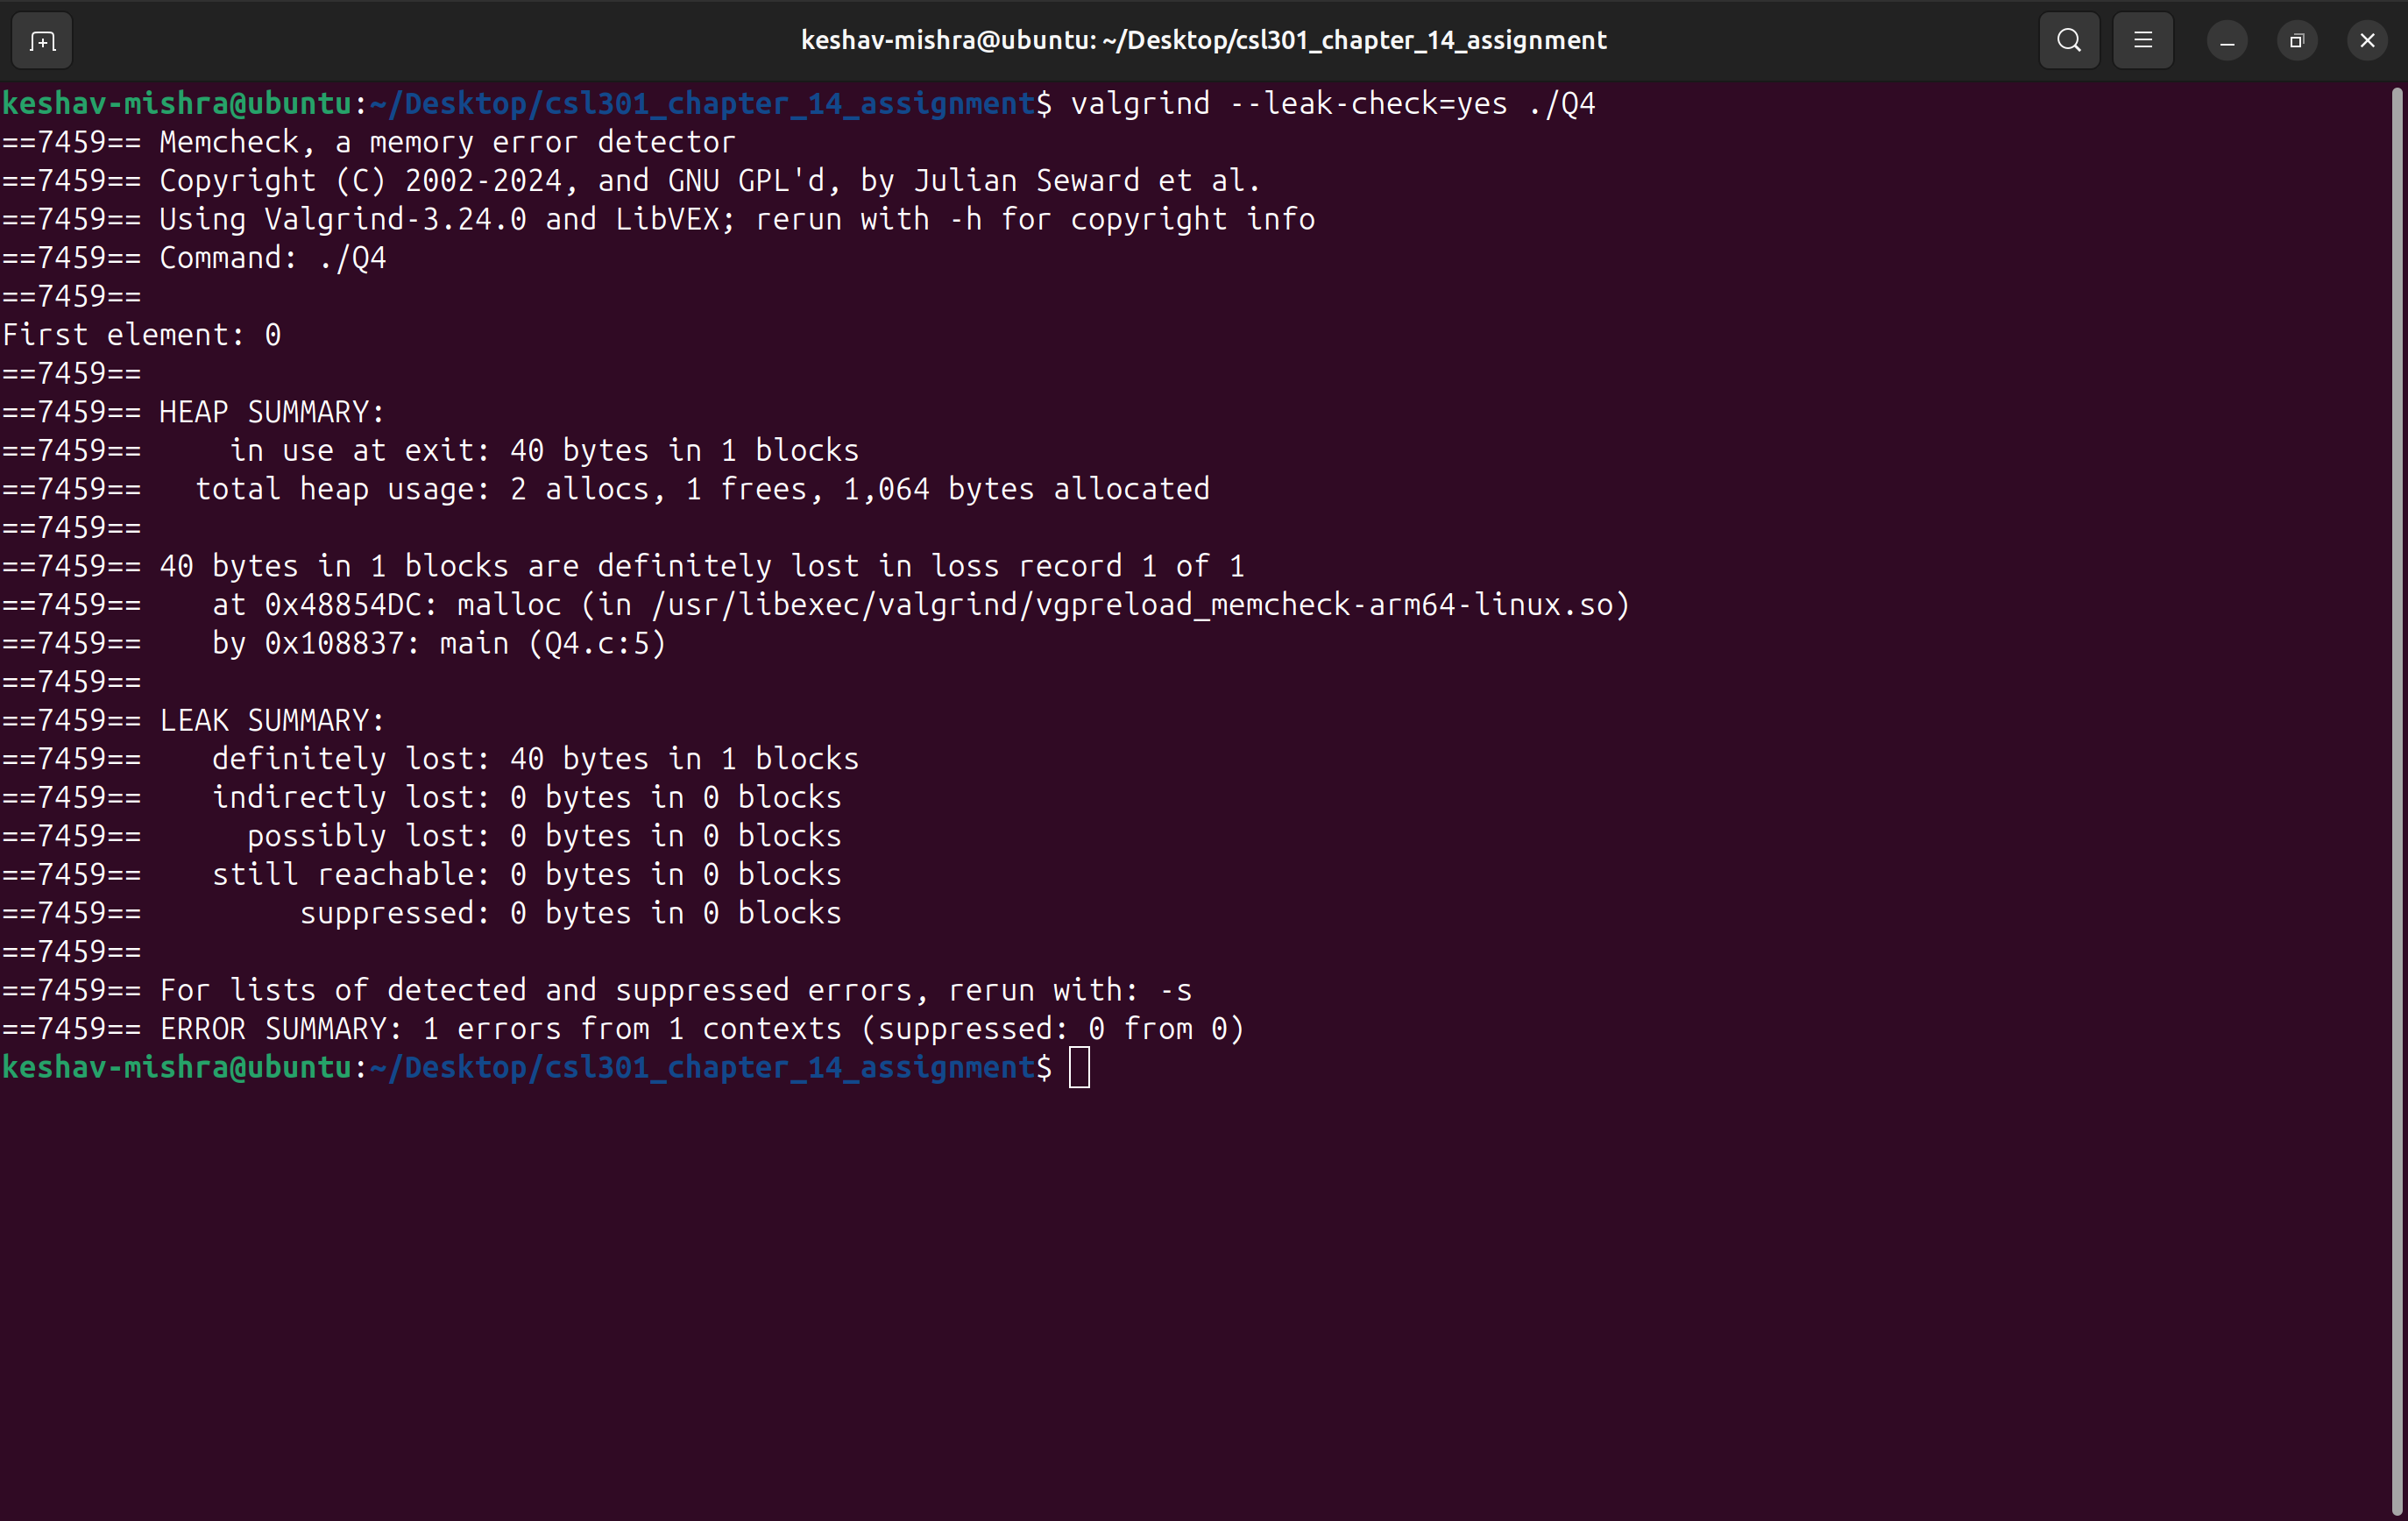 keshav-mishra@ubuntu: ~/Desktop/csl301_chapter_14_assignment
keshav-mishra@ubuntu:~/Desktop/csl301_chapter_14_assignment$ valgrind --leak-check=yes ./Q4
==7459== Memcheck, a memory error detector
==7459== Copyright (C) 2002-2024, and GNU GPL'd, by Julian Seward et al.
==7459== Using Valgrind-3.24.0 and LibVEX; rerun with -h for copyright info
==7459== Command: ./Q4
==7459==
First element: 0
==7459==
==7459== HEAP SUMMARY:
==7459==     in use at exit: 40 bytes in 1 blocks
==7459==   total heap usage: 2 allocs, 1 frees, 1,064 bytes allocated
==7459==
==7459== 40 bytes in 1 blocks are definitely lost in loss record 1 of 1
==7459==    at 0x48854DC: malloc (in /usr/libexec/valgrind/vgpreload_memcheck-arm64-linux.so)
==7459==    by 0x108837: main (Q4.c:5)
==7459==
==7459== LEAK SUMMARY:
==7459==    definitely lost: 40 bytes in 1 blocks
==7459==    indirectly lost: 0 bytes in 0 blocks
==7459==      possibly lost: 0 bytes in 0 blocks
==7459==    still reachable: 0 bytes in 0 blocks
==7459==         suppressed: 0 bytes in 0 blocks
==7459==
==7459== For lists of detected and suppressed errors, rerun with: -s
==7459== ERROR SUMMARY: 1 errors from 1 contexts (suppressed: 0 from 0)
keshav-mishra@ubuntu:~/Desktop/csl301_chapter_14_assignment$